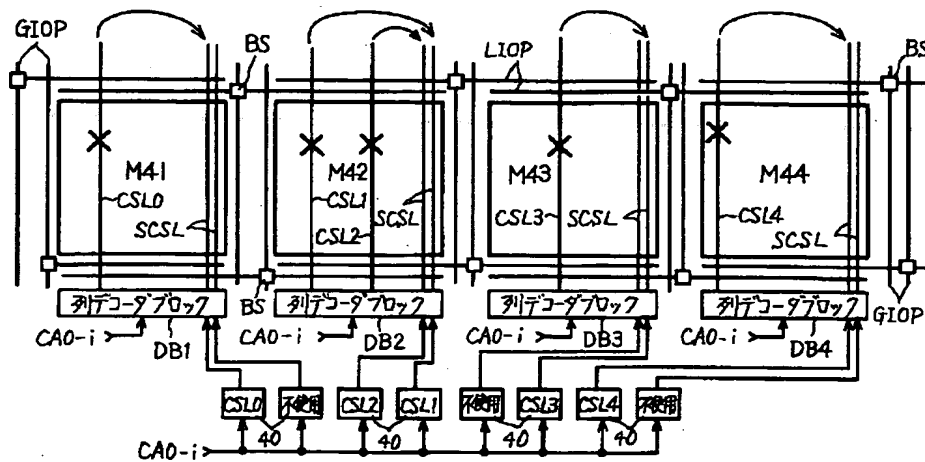 GIOP
BS
LIOP
BS
M41
M42
M43
M44
CSL0
CSL1
CSL3
SCSL
CSL4
SCSL
CSL2
SCSL
SCSL
列デコーダブロック
BS
列デコーダブロック
列デコーダブロック
列デコーダブロック
GIOP
CA0-i
DB1
CA0-i
DB2
CA0-i
DB3
CA0-i
DB4
CSL0
不使用
CSL2
CSL1
不使用
CSL3
CSL4
不使用
40
40
40
40
CA0-i